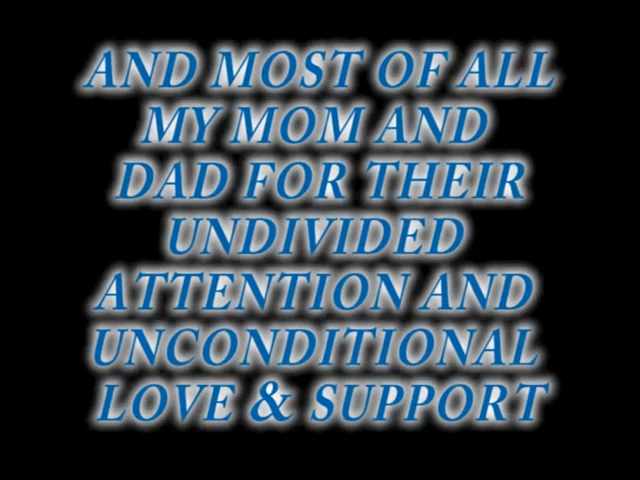 AND MOST OF ALL
MY MOM AND
DAD FOR THEIR
UNDIVIDED
ATTENTION AND
UNCONDITIONAL
LOVE & SUPPORT